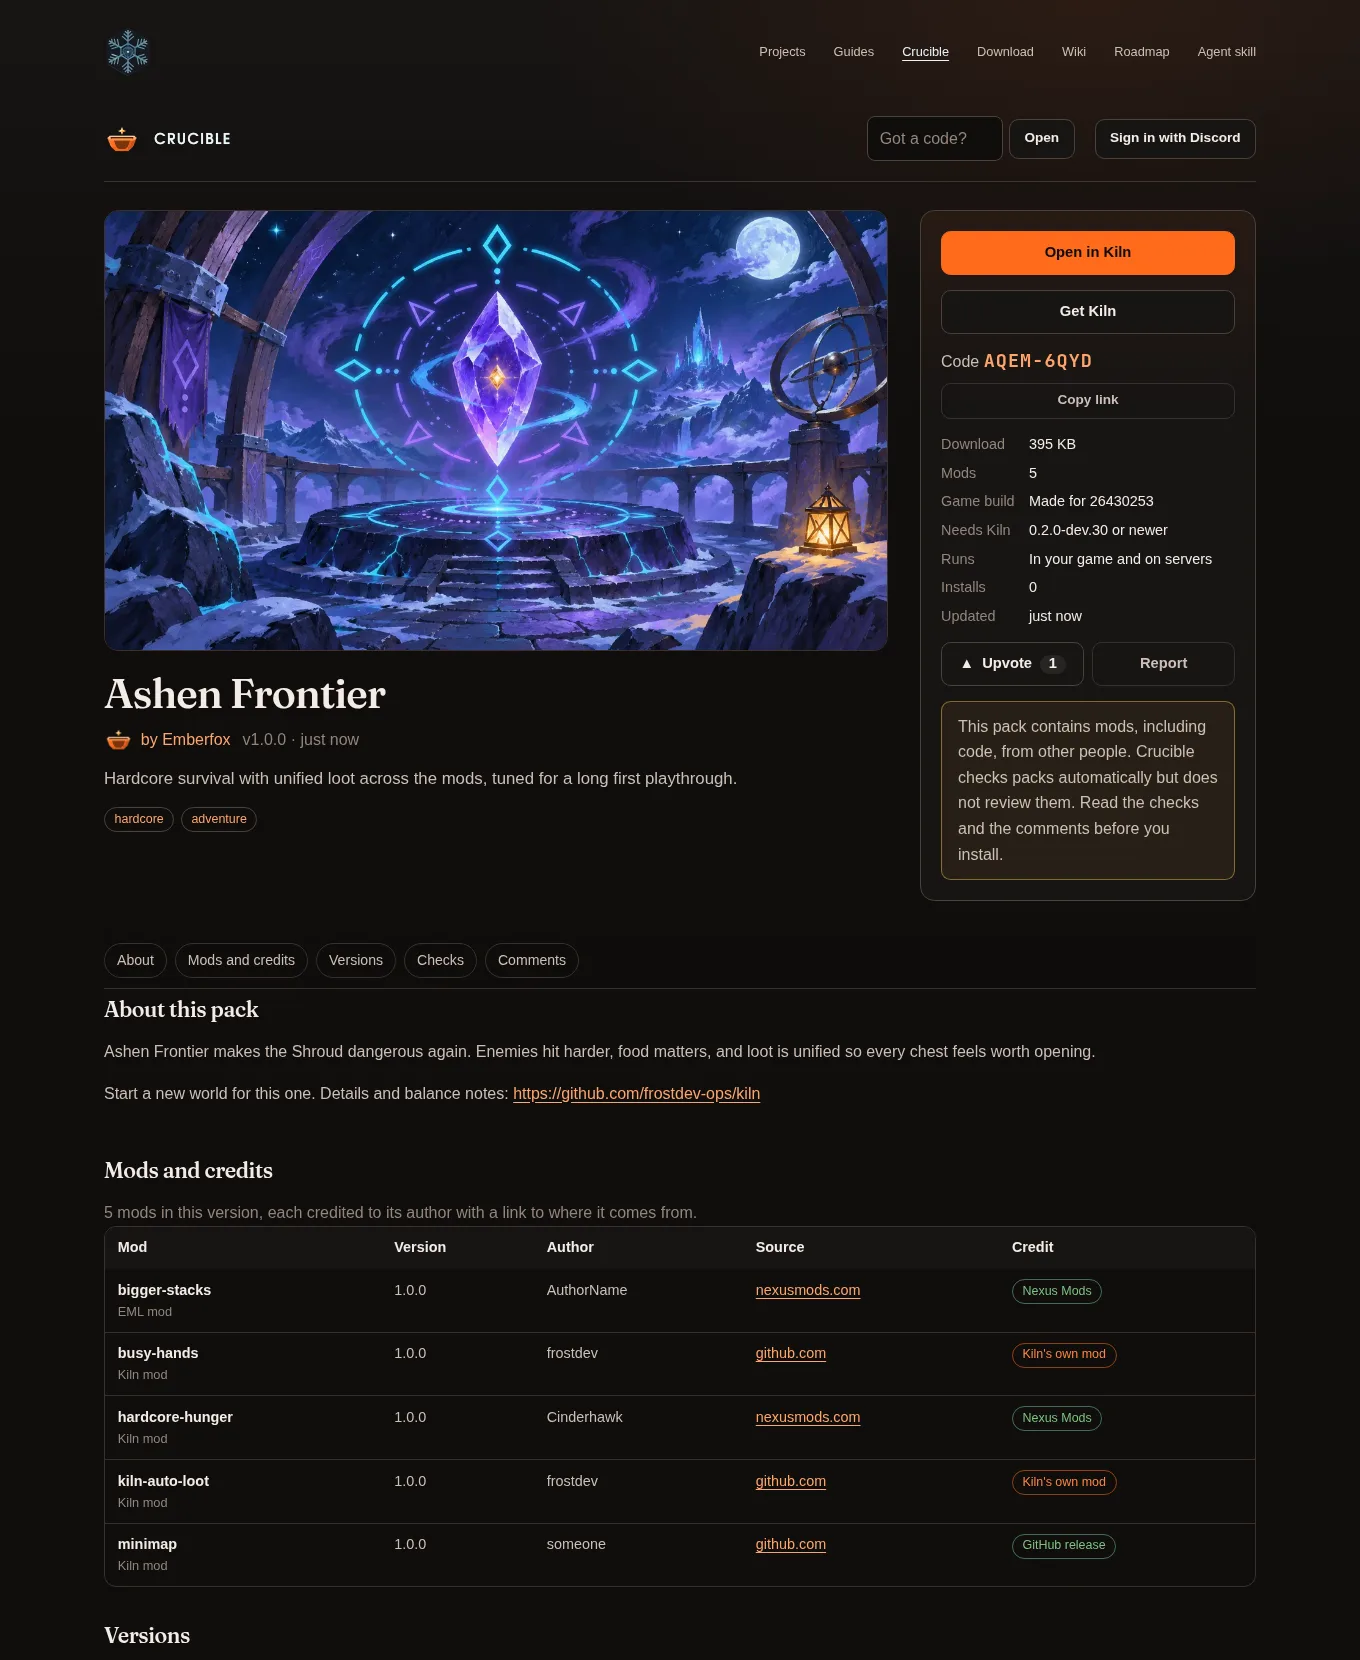 Projects Guides Crucible Download Wiki Roadmap Agent skill
CRUCIBLE
Got a code? Open Sign in with Discord
Open in Kiln
Get Kiln
Code AQEM-6QYD
Copy link
Download 395 KB
Mods 5
Game build Made for 26430253
Needs Kiln 0.2.0-dev.30 or newer
Runs In your game and on servers
Installs 0
Updated just now
▲ Upvote 1 Report
This pack contains mods, including
code, from other people. Crucible
checks packs automatically but does
not review them. Read the checks
and the comments before you
install.
Ashen Frontier
by Emberfox v1.0.0 · just now
Hardcore survival with unified loot across the mods, tuned for a long first playthrough.
hardcore adventure
About Mods and credits Versions Checks Comments
About this pack
Ashen Frontier makes the Shroud dangerous again. Enemies hit harder, food matters, and loot is unified so every chest feels worth opening.
Start a new world for this one. Details and balance notes: https://github.com/frostdev-ops/kiln
Mods and credits
5 mods in this version, each credited to its author with a link to where it comes from.
Mod Version Author Source Credit
bigger-stacks 1.0.0 AuthorName nexusmods.com Nexus Mods
EML mod
busy-hands 1.0.0 frostdev github.com Kiln's own mod
Kiln mod
hardcore-hunger 1.0.0 Cinderhawk nexusmods.com Nexus Mods
Kiln mod
kiln-auto-loot 1.0.0 frostdev github.com Kiln's own mod
Kiln mod
minimap 1.0.0 someone github.com GitHub release
Kiln mod
Versions